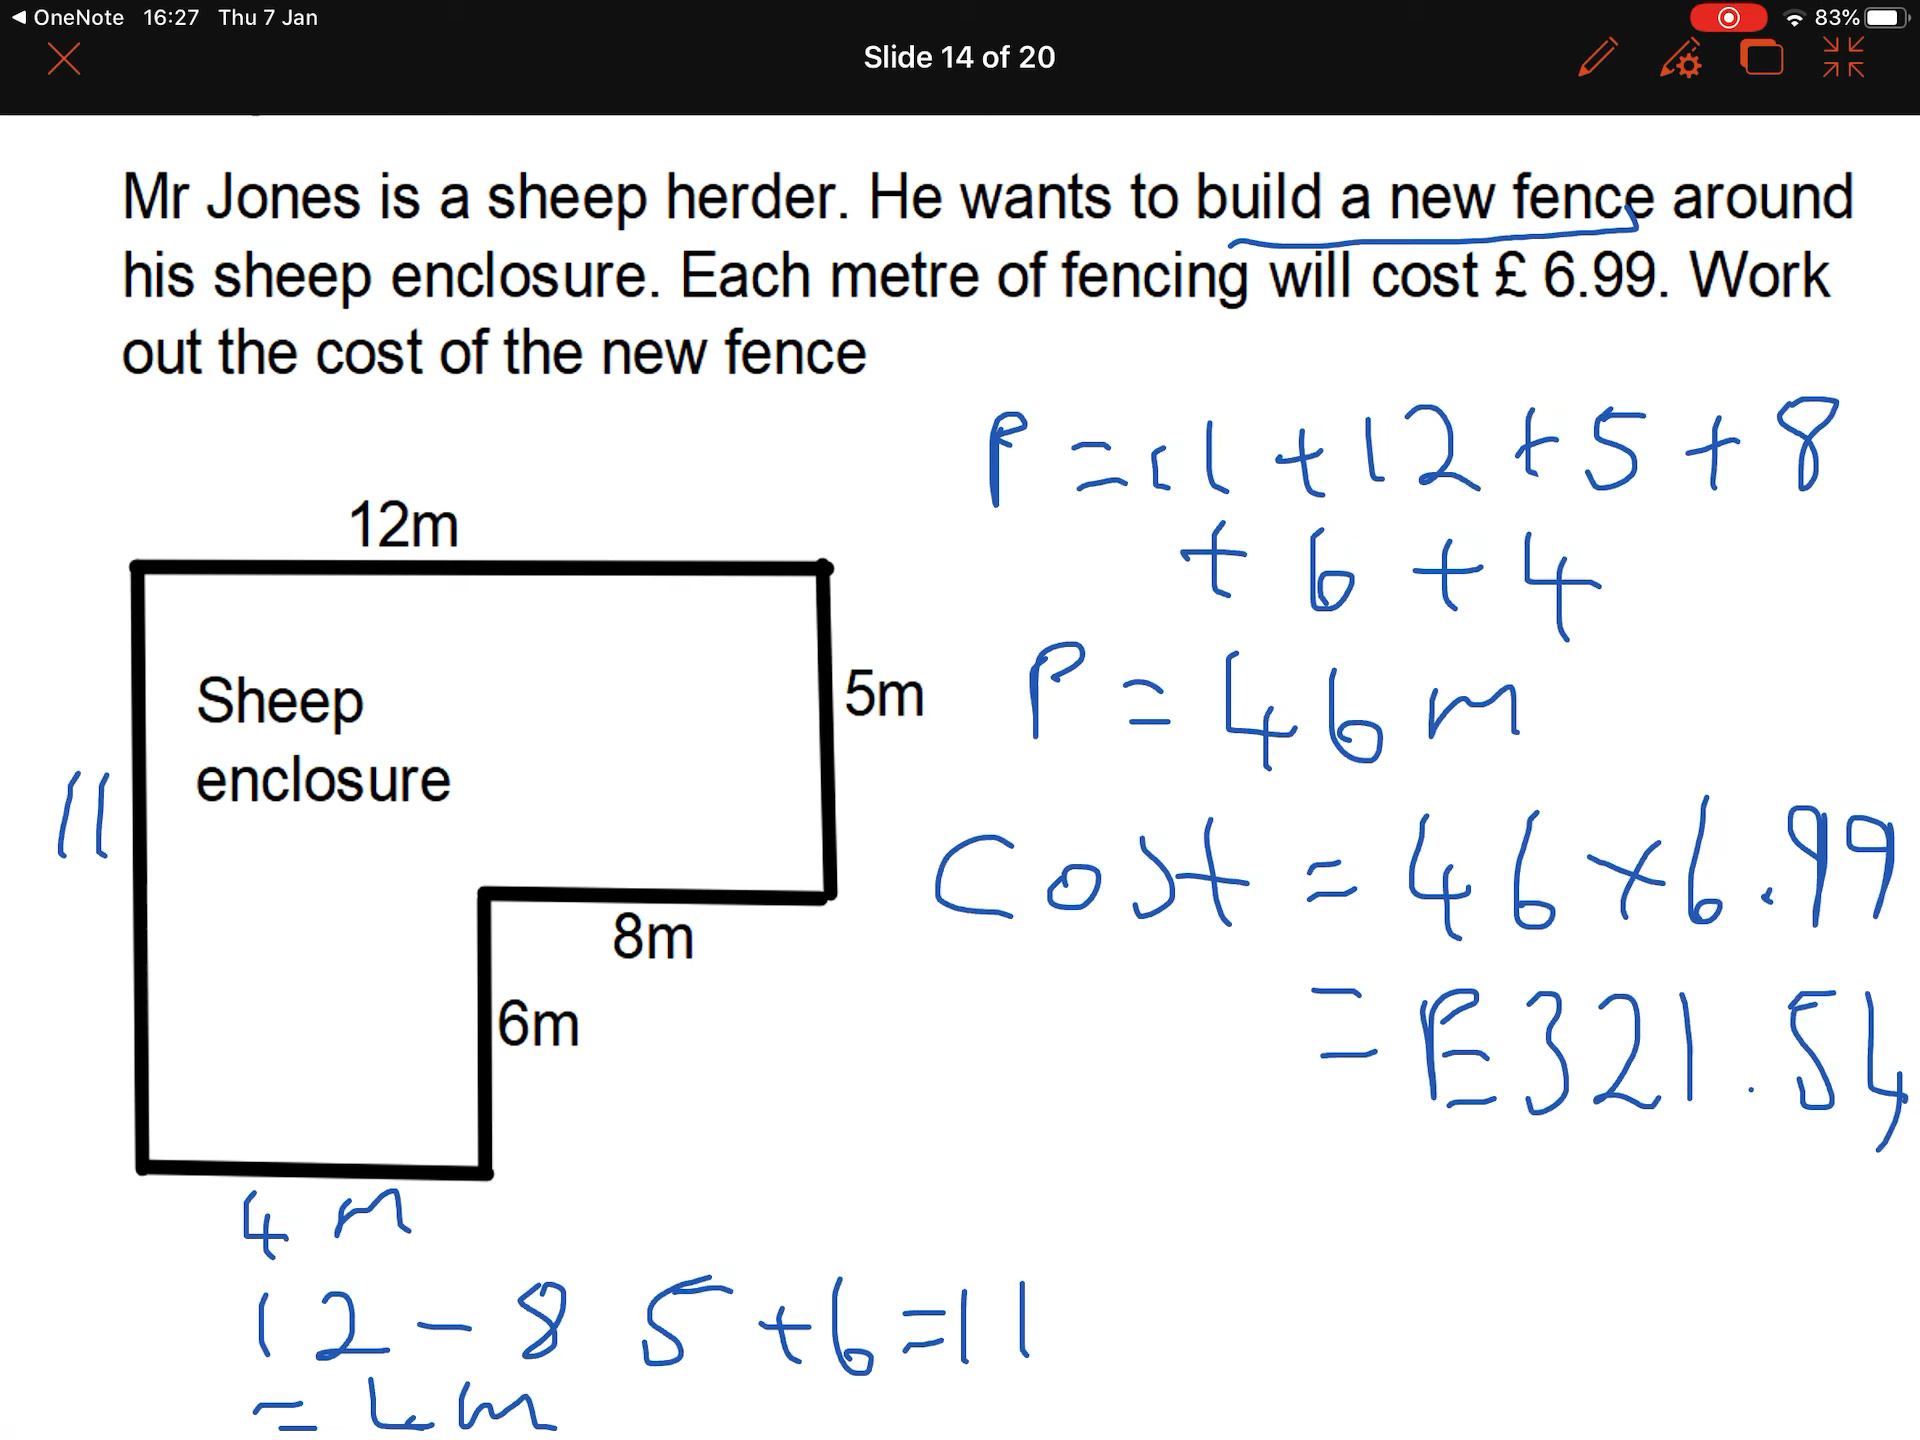 OneNote 16:27 Thu 7 Jan
83%
Slide 14 of 20
Mr Jones is a sheep herder. He wants to build a new fence around
his sheep enclosure. Each metre of fencing will cost £ 6.99. Work
out the cost of the new fence
P = 11 + 12 + 5 + 8
+ 6 + 4
12m
Sheep
enclosure
5m
P = 46 m
11
Cost = 46 × 6.99
8m
6m
= £321.54
4 m
12 - 8
= 4 m
5 + 6 = 11